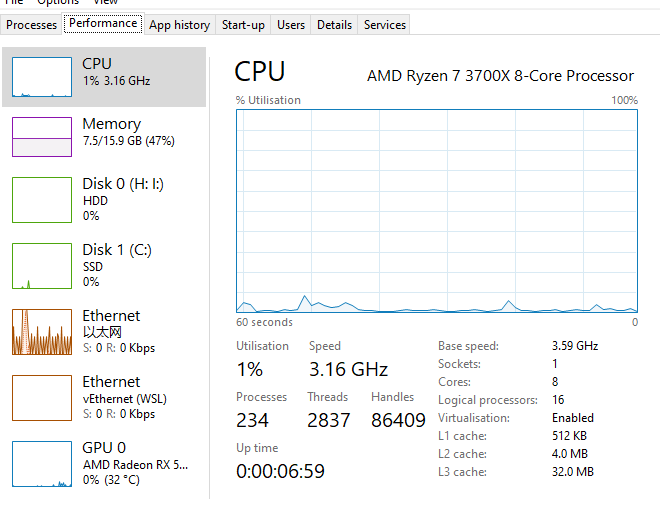 File Options View
Processes Performance App history Start-up Users Details Services
CPU
1% 3.16 GHz
Memory
7.5/15.9 GB (47%)
Disk 0 (H: I:)
HDD
0%
Disk 1 (C:)
SSD
0%
Ethernet
以太网
S: 0 R: 0 Kbps
Ethernet
vEthernet (WSL)
S: 0 R: 0 Kbps
GPU 0
AMD Radeon RX 5...
0% (32 °C)
CPU
AMD Ryzen 7 3700X 8-Core Processor
% Utilisation
100%
60 seconds
0
Utilisation
Speed
1%
3.16 GHz
Processes
Threads
Handles
234
2837
86409
Up time
0:00:06:59
Base speed: 3.59 GHz
Sockets: 1
Cores: 8
Logical processors: 16
Virtualisation: Enabled
L1 cache: 512 KB
L2 cache: 4.0 MB
L3 cache: 32.0 MB